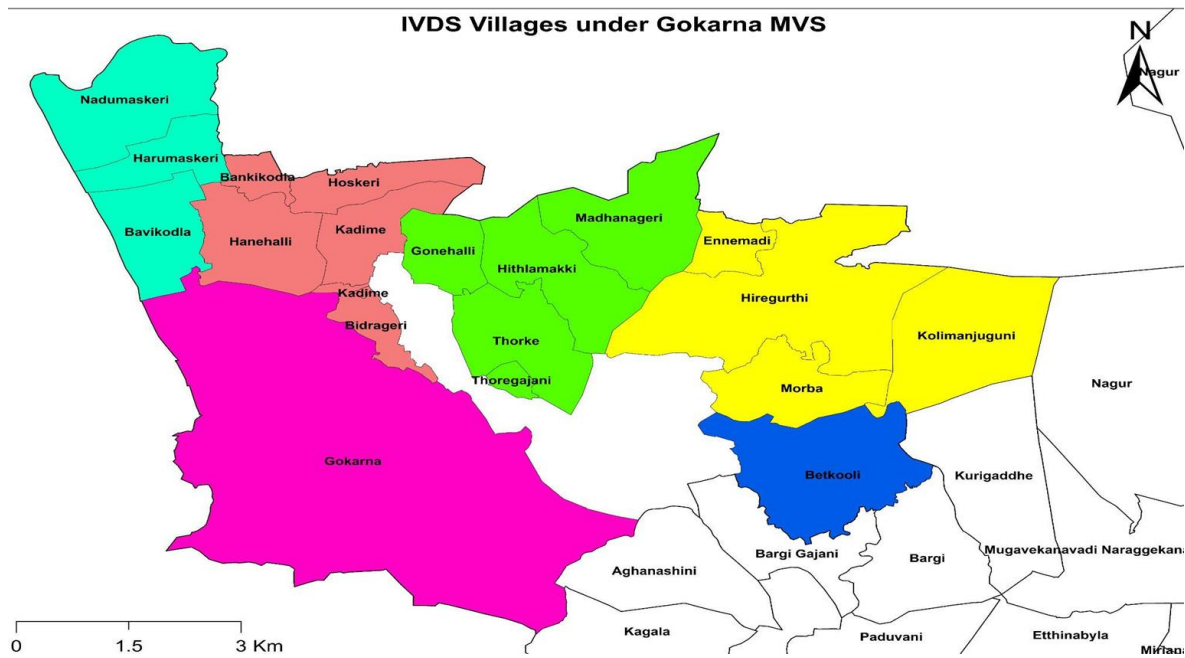 IVDS Villages under Gokarna MVS
N
Nagur
Nadumaskeri
Harumaskeri
Bankikodla
Hoskeri
Bavikodla
Hanehalli
Kadime
Madhanageri
Gonehalli
Hithlamakki
Ennemadi
Kadime
Bidrageri
Hiregurthi
Kolimanjuguni
Thorke
Thoregajani
Morba
Nagur
Gokarna
Betkooli
Kurigaddhe
Bargi Gajani
Bargi
Mugavekanavadi Naraggekana
Aghanashini
Kagala
Paduvani
Etthinabyla
0 1.5 3 Km